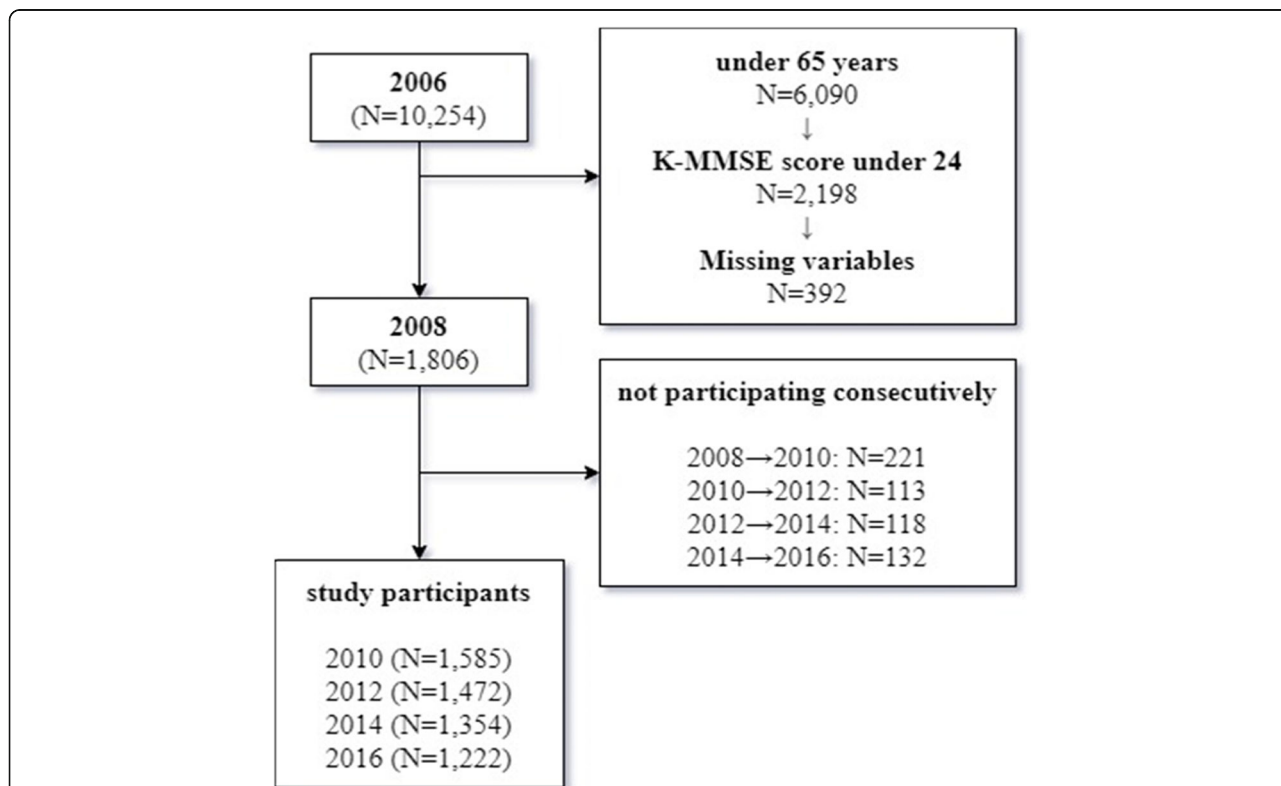 2006
(N=10,254)
under 65 years
N=6,090
↓
K-MMSE score under 24
N=2,198
↓
Missing variables
N=392
2008
(N=1,806)
not participating consecutively
2008→2010: N=221
2010→2012: N=113
2012→2014: N=118
2014→2016: N=132
study participants
2010 (N=1,585)
2012 (N=1,472)
2014 (N=1,354)
2016 (N=1,222)